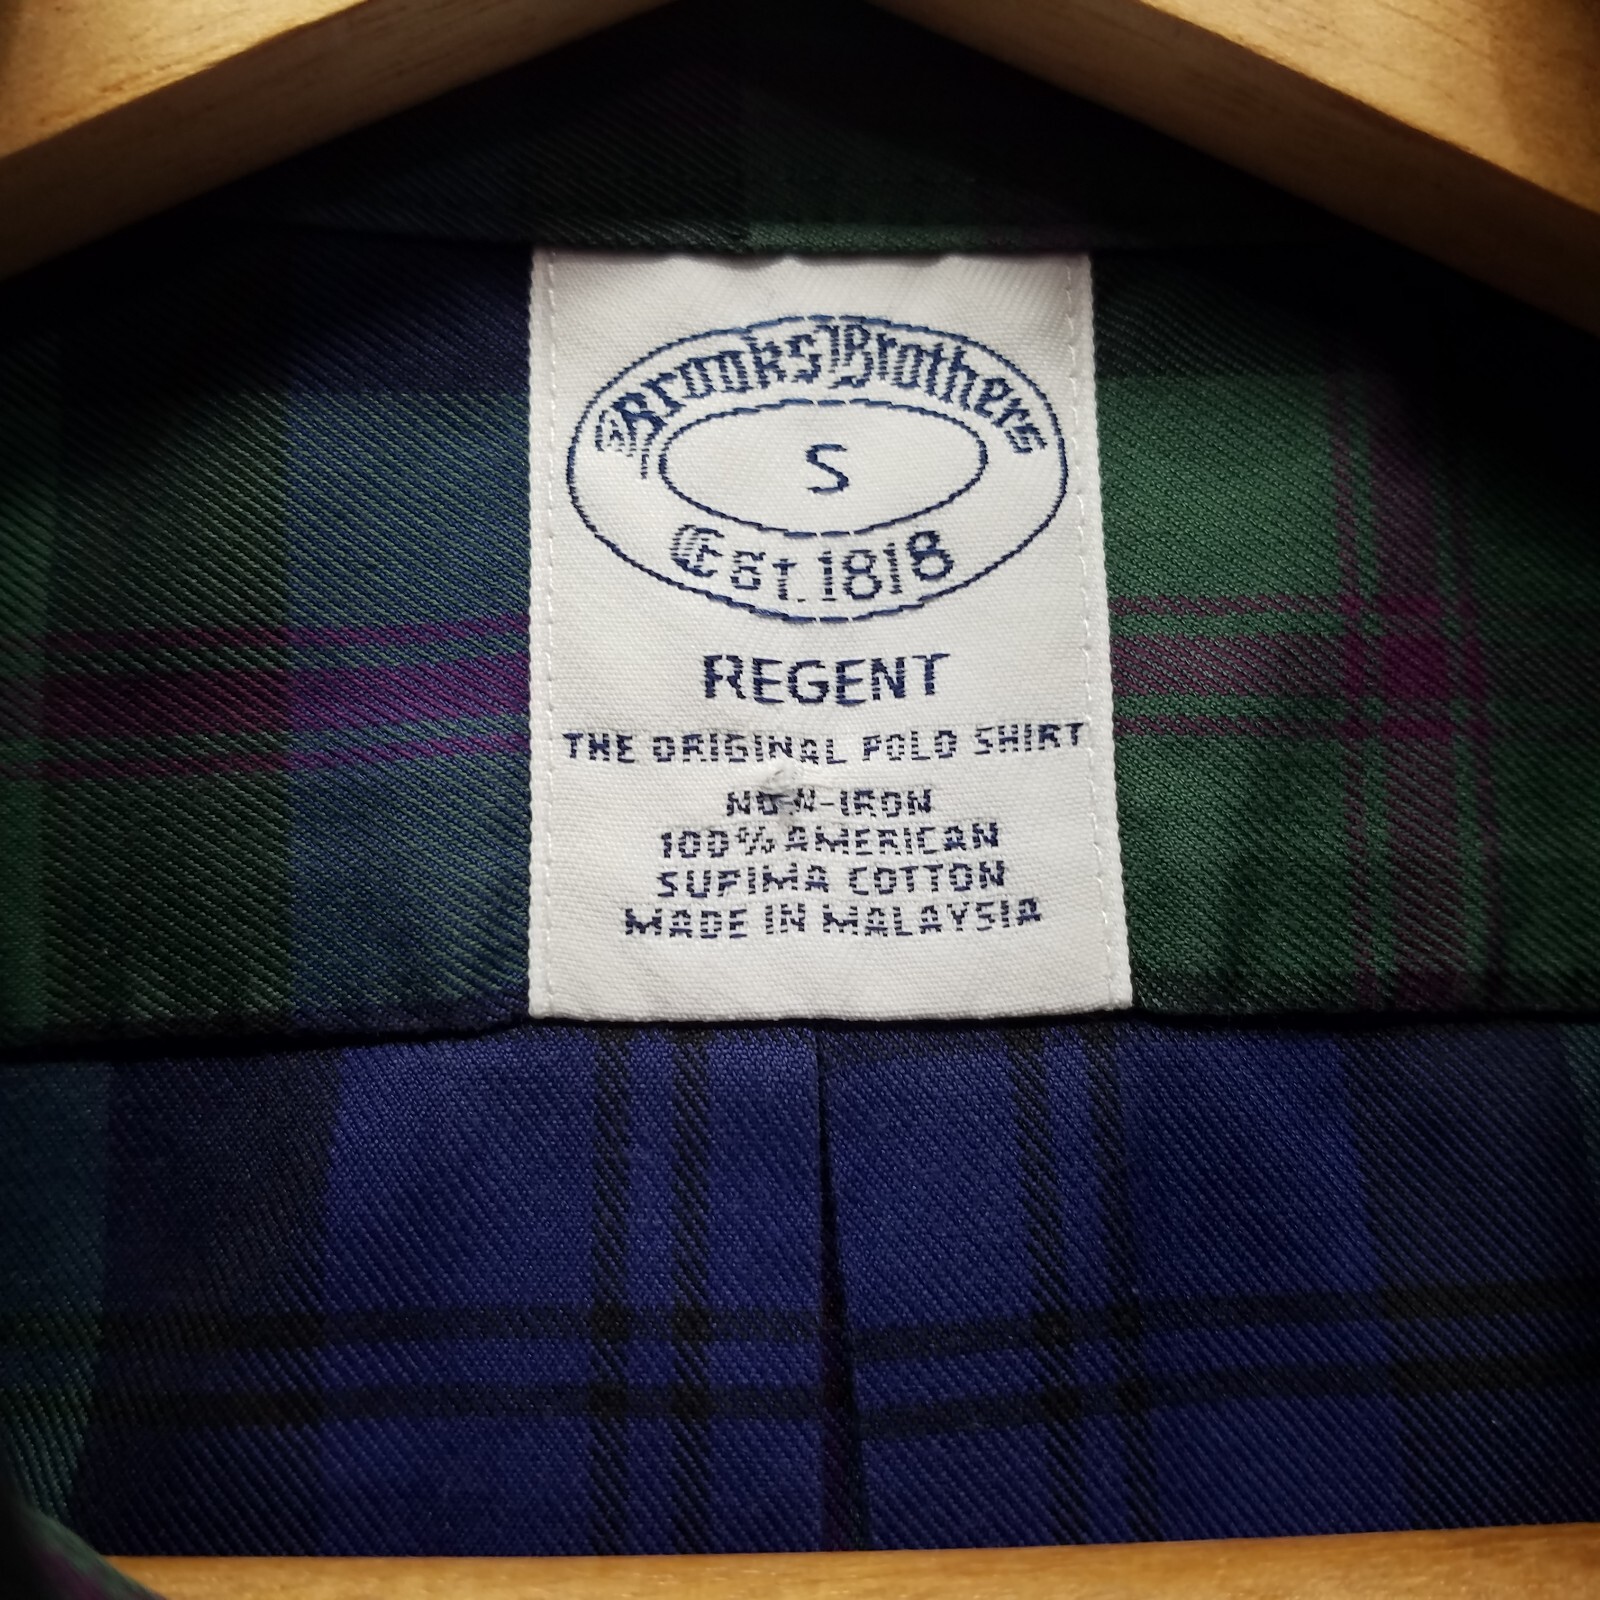 Brooks Brothers
S
Est. 1818
REGENT
THE ORIGINAL POLO SHIRT
NON-IRON
100% AMERICAN
SUPIMA COTTON
MADE IN MALAYSIA